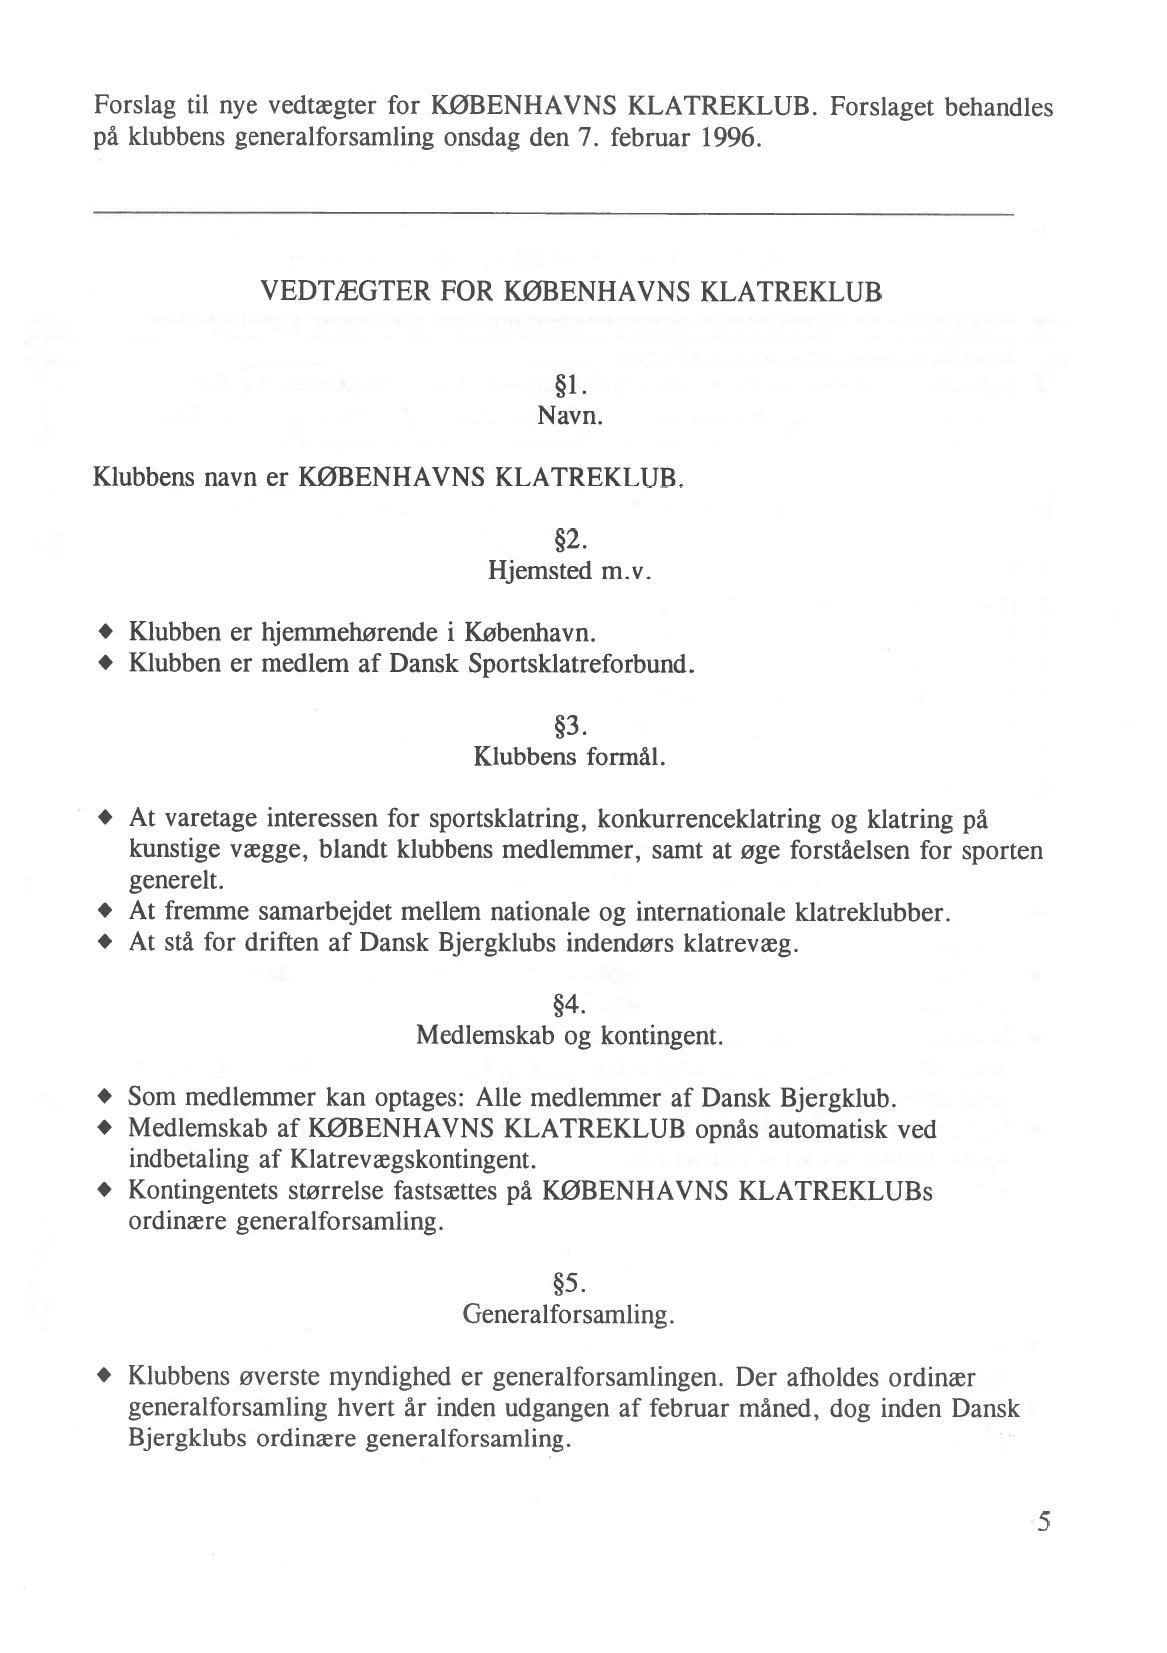 Forslag til nye vedtægter for KØBENHAVNS KLATREKLUB. Forslaget behandles
på klubbens generalforsamling onsdag den 7. februar 1996.
VEDTÆGTER FOR KØBENHAVNS KLATREKLUB
§1.
Navn.
Klubbens navn er KØBENHAVNS KLATREKLUB.
§2.
Hjemsted m.v.
♦ Klubben er hjemmehørende i København.
♦ Klubben er medlem af Dansk Sportsklatreforbund.
§3.
Klubbens formål.
♦ At varetage interessen for sportsklatring, konkurrenceklatring og klatring på
kunstige vægge, blandt klubbens medlemmer, samt at øge forståelsen for sporten
generelt.
♦ At fremme samarbejdet mellem nationale og internationale klatreklubber.
♦ At stå for driften af Dansk Bjergklubs indendørs klatrevæg.
§4.
Medlemskab og kontingent.
♦ Som medlemmer kan optages: Alle medlemmer af Dansk Bjergklub.
♦ Medlemskab af KØBENHAVNS KLATREKLUB opnås automatisk ved
indbetaling af Klatrevægskontingent.
♦ Kontingentets størrelse fastsættes på KØBENHAVNS KLATREKLUBs
ordinære generalforsamling.
§5.
Generalforsamling.
♦ Klubbens øverste myndighed er generalforsamlingen. Der afholdes ordinær
generalforsamling hvert år inden udgangen af februar måned, dog inden Dansk
Bjergklubs ordinære generalforsamling.
5